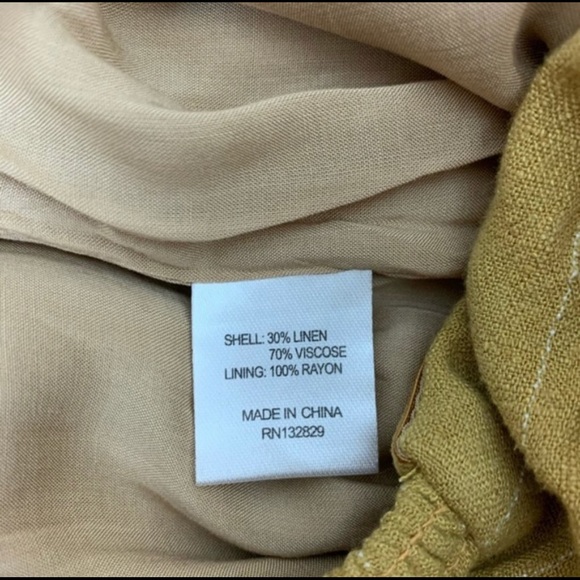 SHELL: 30% LINEN
70% VISCOSE
LINING: 100% RAYON
MADE IN CHINA
RN132829